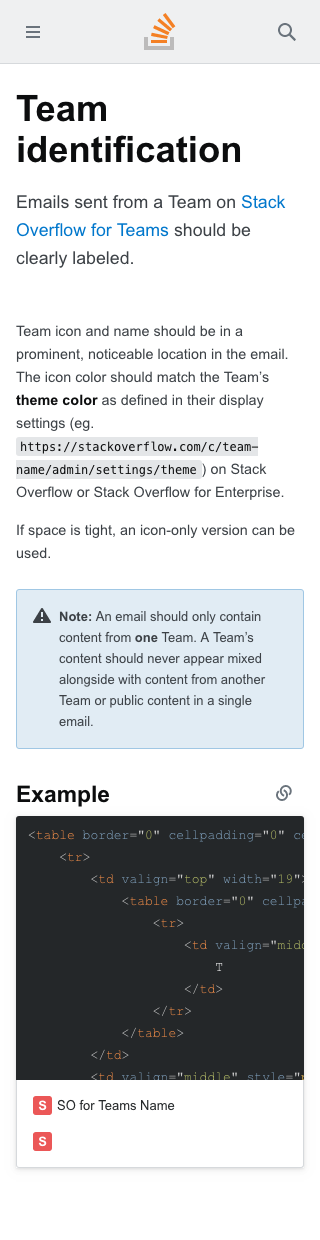 Team
identification
Emails sent from a Team on Stack
Overflow for Teams should be
clearly labeled.
Team icon and name should be in a
prominent, noticeable location in the email.
The icon color should match the Team's
theme color as defined in their display
settings (eg.
https://stackoverflow.com/c/team-
name/admin/settings/theme ) on Stack
Overflow or Stack Overflow for Enterprise.
If space is tight, an icon-only version can be
used.
Note: An email should only contain
content from one Team. A Team's
content should never appear mixed
alongside with content from another
Team or public content in a single
email.
Example
<table border="0" cellpadding="0" ce
<tr>
<td valign="top" width="19"
<table border="0" cellpa
<tr>
<td valign="midd
T
</td>
</tr>
</table>
</td>
<td valign="middle" style="
S SO for Teams Name
S